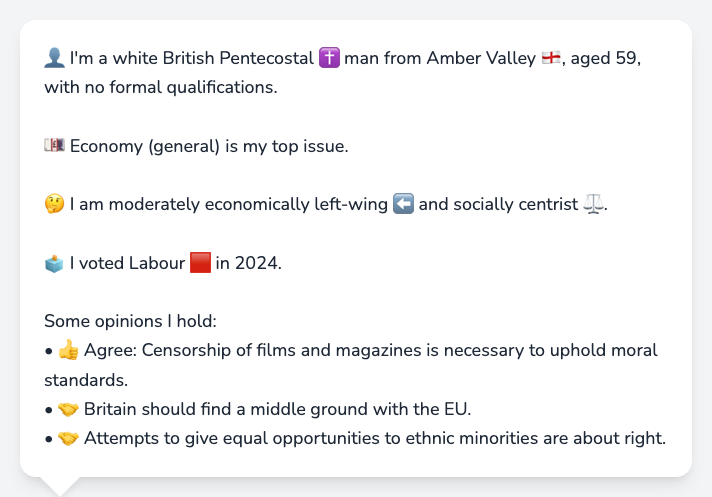 👤 I'm a white British Pentecostal ✝️ man from Amber Valley 🏴󠁧󠁢󠁥󠁮󠁧󠁿, aged 59,
with no formal qualifications.
💷 Economy (general) is my top issue.
🤔 I am moderately economically left-wing ⬅️ and socially centrist ⚖️.
🗳️ I voted Labour 🟥 in 2024.
Some opinions I hold:
• 👍 Agree: Censorship of films and magazines is necessary to uphold moral
standards.
• 🤝 Britain should find a middle ground with the EU.
• 🤝 Attempts to give equal opportunities to ethnic minorities are about right.